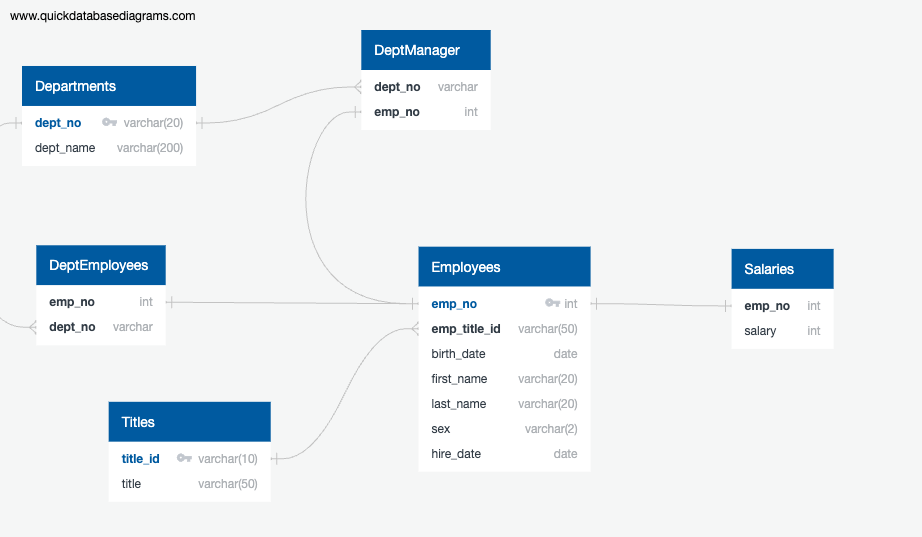 www.quickdatabasediagrams.com
DeptManager
dept_no varchar
emp_no int
Departments
dept_no varchar(20)
dept_name varchar(200)
DeptEmployees
emp_no int
dept_no varchar
Employees
emp_no int
emp_title_id varchar(50)
birth_date date
first_name varchar(20)
last_name varchar(20)
sex varchar(2)
hire_date date
Salaries
emp_no int
salary int
Titles
title_id varchar(10)
title varchar(50)